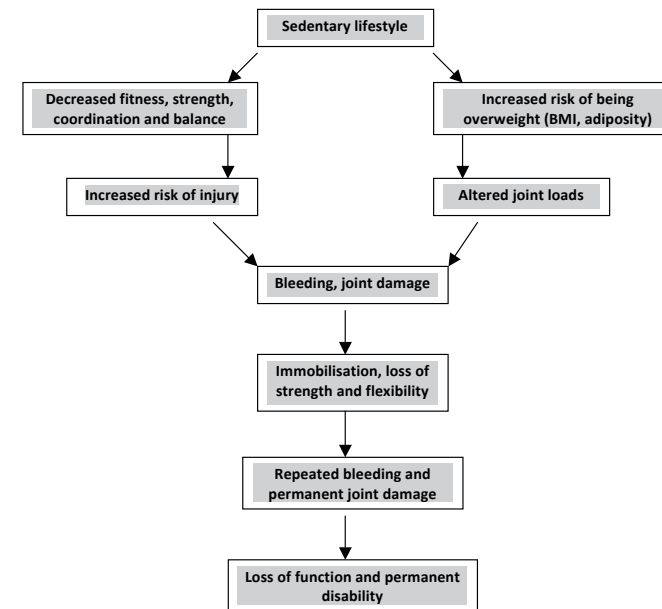 Sedentary lifestyle
Decreased fitness, strength,
coordination and balance
Increased risk of being
overweight (BMI, adiposity)
Increased risk of injury
Altered joint loads
Bleeding, joint damage
Immobilisation, loss of
strength and flexibility
Repeated bleeding and
permanent joint damage
Loss of function and permanent
disability